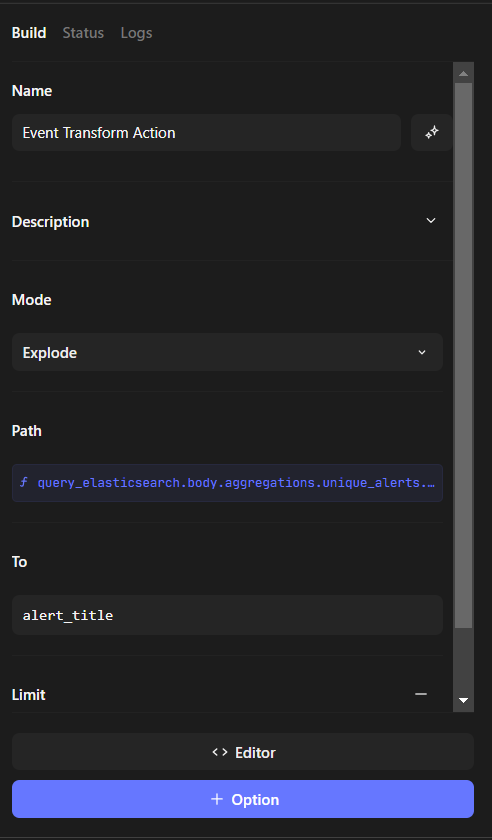 Build Status Logs
Name
Event Transform Action
Description
Mode
Explode
Path
ƒ query_elasticsearch.body.aggregations.unique_alerts.…
To
alert_title
Limit
<> Editor
+ Option